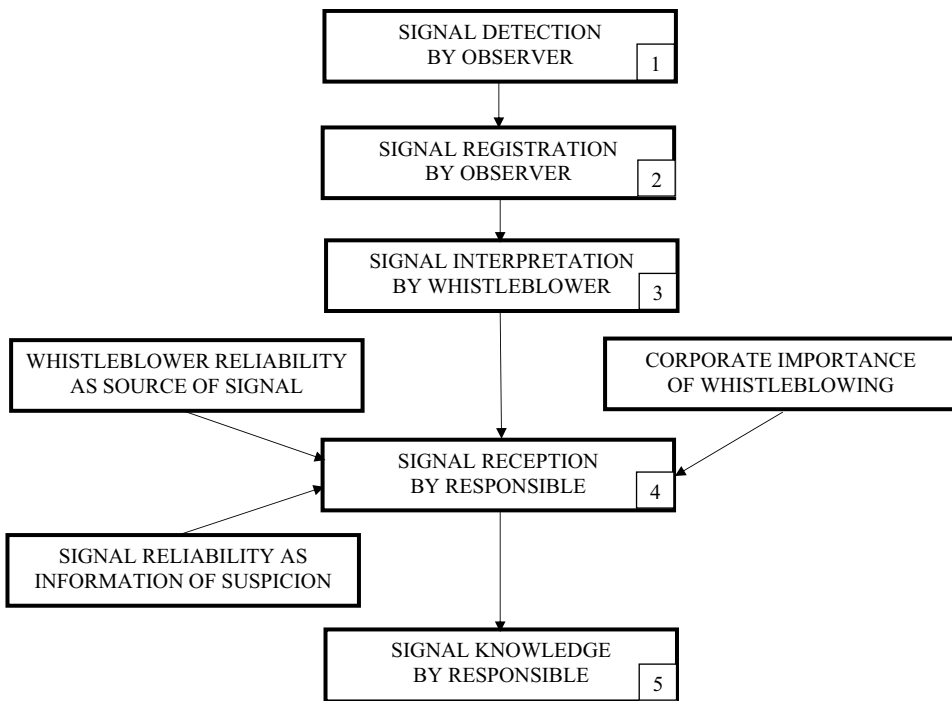 SIGNAL DETECTION
BY OBSERVER
1
SIGNAL REGISTRATION
BY OBSERVER
2
SIGNAL INTERPRETATION
BY WHISTLEBLOWER
3
WHISTLEBLOWER RELIABILITY
AS SOURCE OF SIGNAL
CORPORATE IMPORTANCE
OF WHISTLEBLOWING
SIGNAL RECEPTION
BY RESPONSIBLE
4
SIGNAL RELIABILITY AS
INFORMATION OF SUSPICION
SIGNAL KNOWLEDGE
BY RESPONSIBLE
5